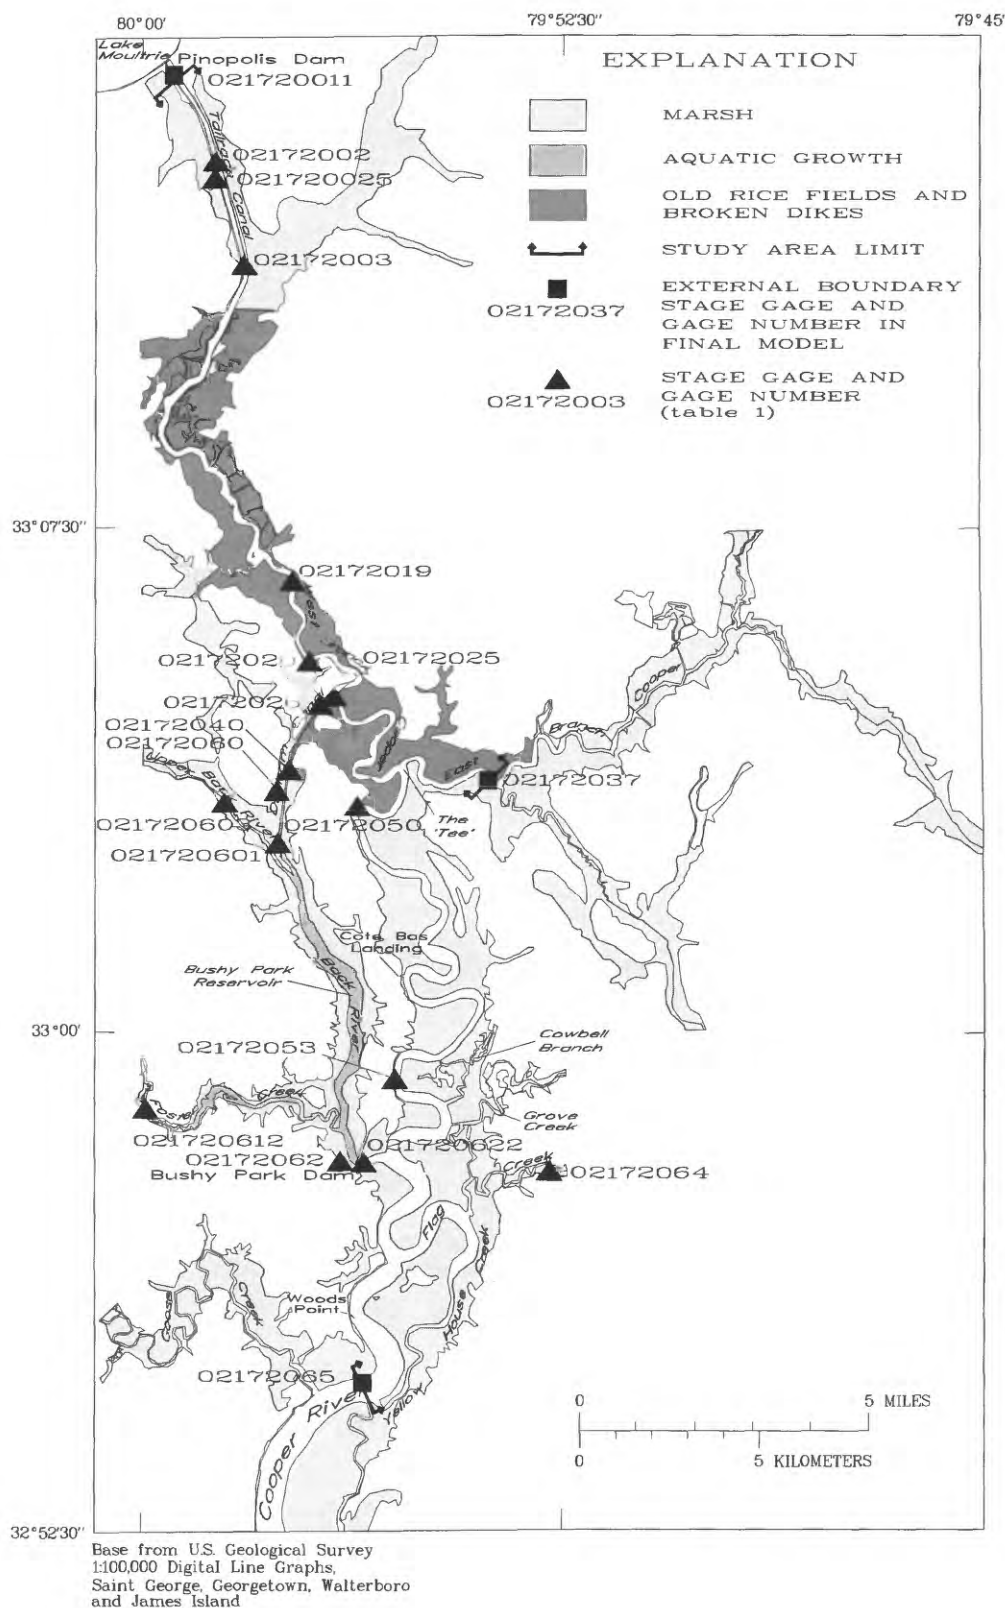 80°00'
79°52'30"
79°45'
Lake
Moultrie
Pinopolis Dam
021720011
Tailrace Canal
02172002
021720025
02172003
EXPLANATION
MARSH
AQUATIC GROWTH
OLD RICE FIELDS AND
BROKEN DIKES
STUDY AREA LIMIT
02172037
EXTERNAL BOUNDARY
STAGE GAGE AND
GAGE NUMBER IN
FINAL MODEL
02172003
STAGE GAGE AND
GAGE NUMBER
(table 1)
33°07'30"
02172019
West
0217202
02172025
0217202
02172040
02172060
Upper
Back
River
East
Branch
Cooper
02172037
The
'Tee'
02172050
021720601
Cote Bas
Landing
Bushy Park
Reservoir
Back
River
33°00'
02172053
Cowbell
Branch
Foster
Creek
Grove
Creek
021720612
021720622
02172062
Bushy Park Dam
Creek
02172064
Flag
Creek
House
Yellow
Woods
Point
Goose
Creek
02172065
Cooper River
0
5 MILES
0
5 KILOMETERS
32°52'30"
Base from U.S. Geological Survey
1:100,000 Digital Line Graphs,
Saint George, Georgetown, Walterboro
and James Island